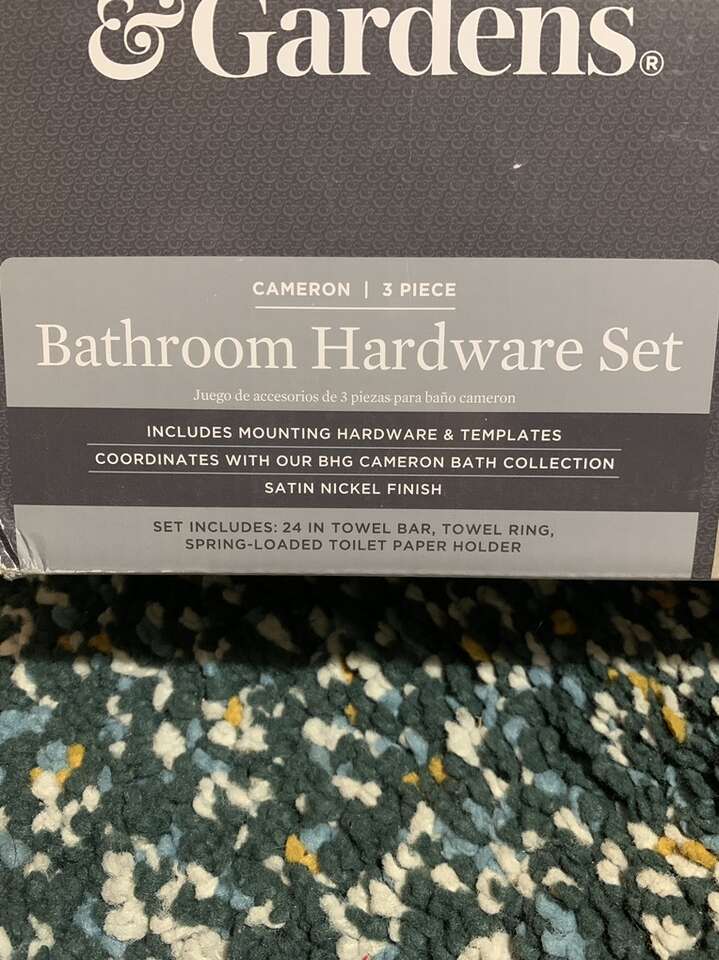 & Gardens®
CAMERON | 3 PIECE
Bathroom Hardware Set
Juego de accesorios de 3 piezas para baño cameron
INCLUDES MOUNTING HARDWARE & TEMPLATES
COORDINATES WITH OUR BHG CAMERON BATH COLLECTION
SATIN NICKEL FINISH
SET INCLUDES: 24 IN TOWEL BAR, TOWEL RING,
SPRING-LOADED TOILET PAPER HOLDER